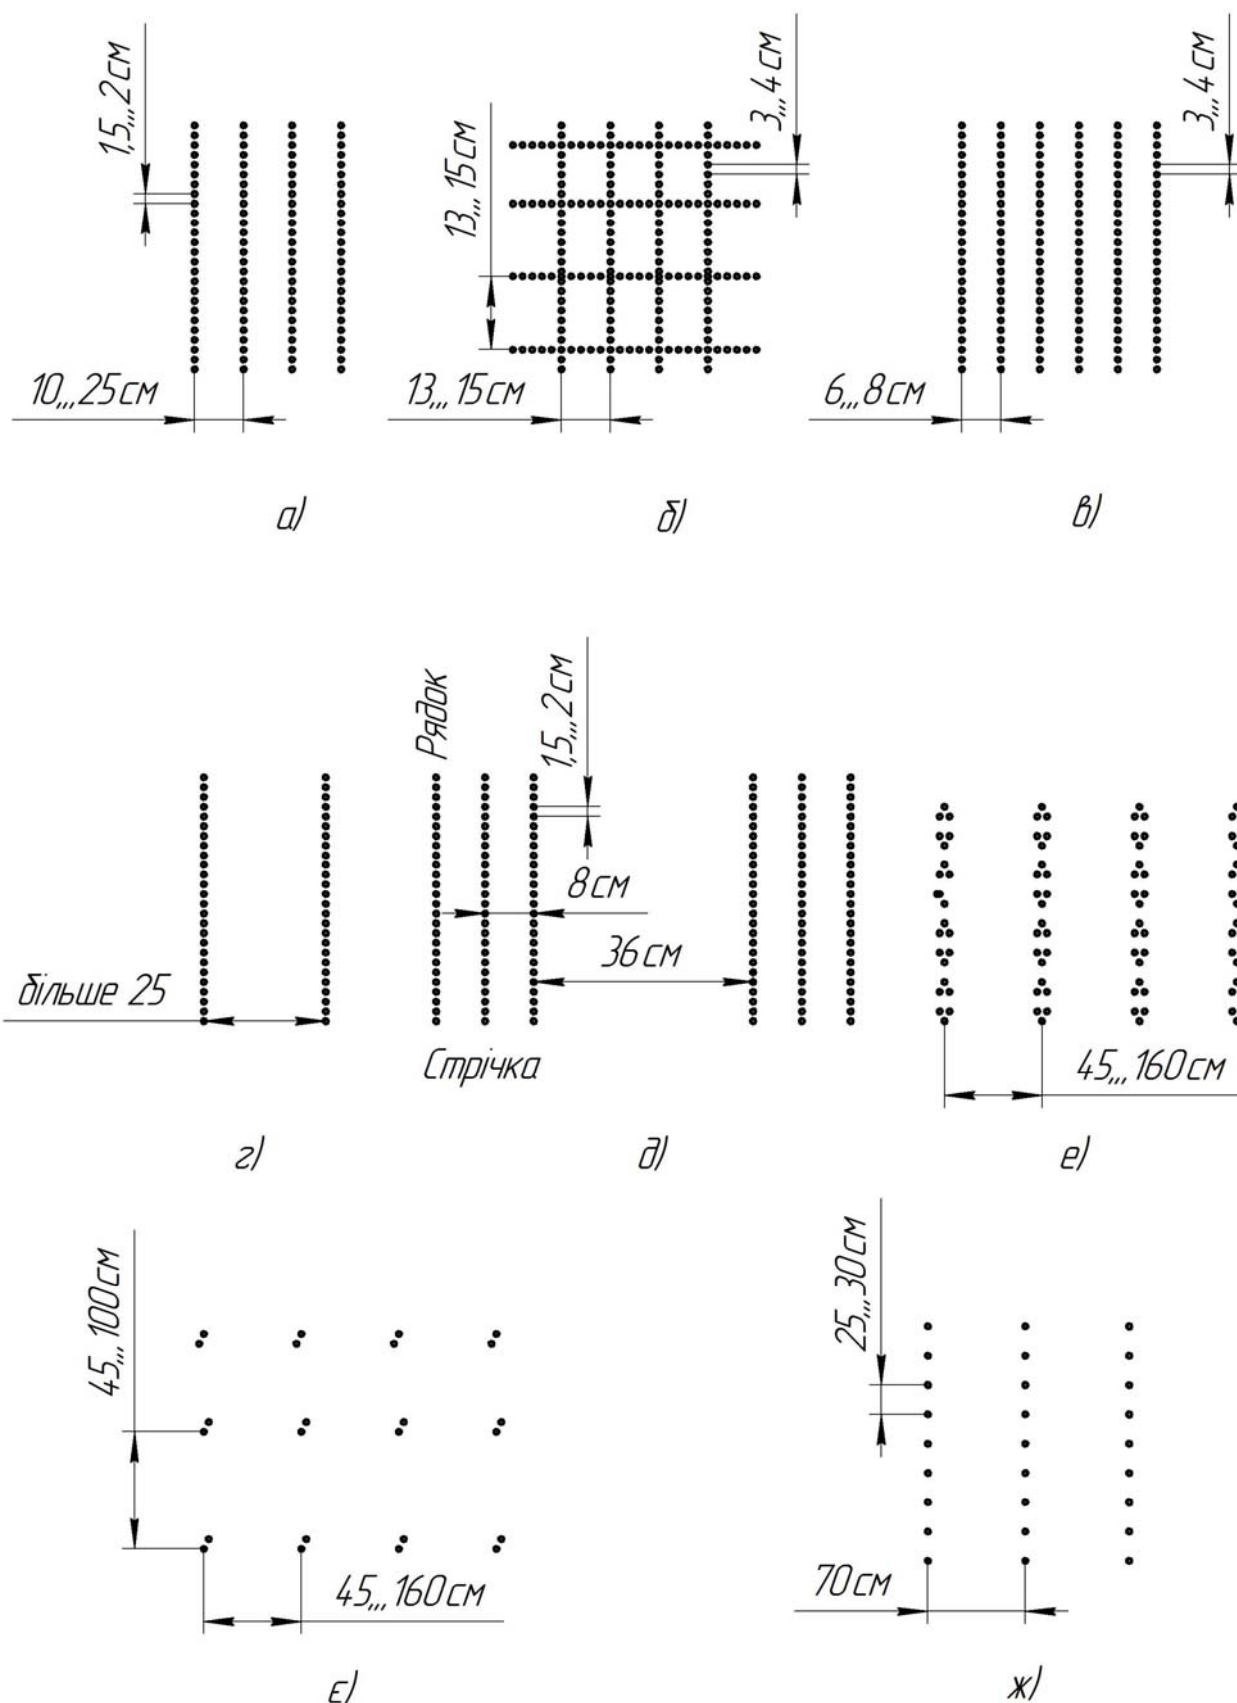 1,5,,,2см
10,,,25см
а)
13,,,15см
3,,,4см
13,,,15см
б)
3,,,4см
6,,,8см
в)
більше 25
г)
Рядок
1,5,,,2см
8см
36см
Стрічка
д)
45,,,160см
е)
45,,,100см
45,,,160см
є)
25,,,30см
70см
ж)